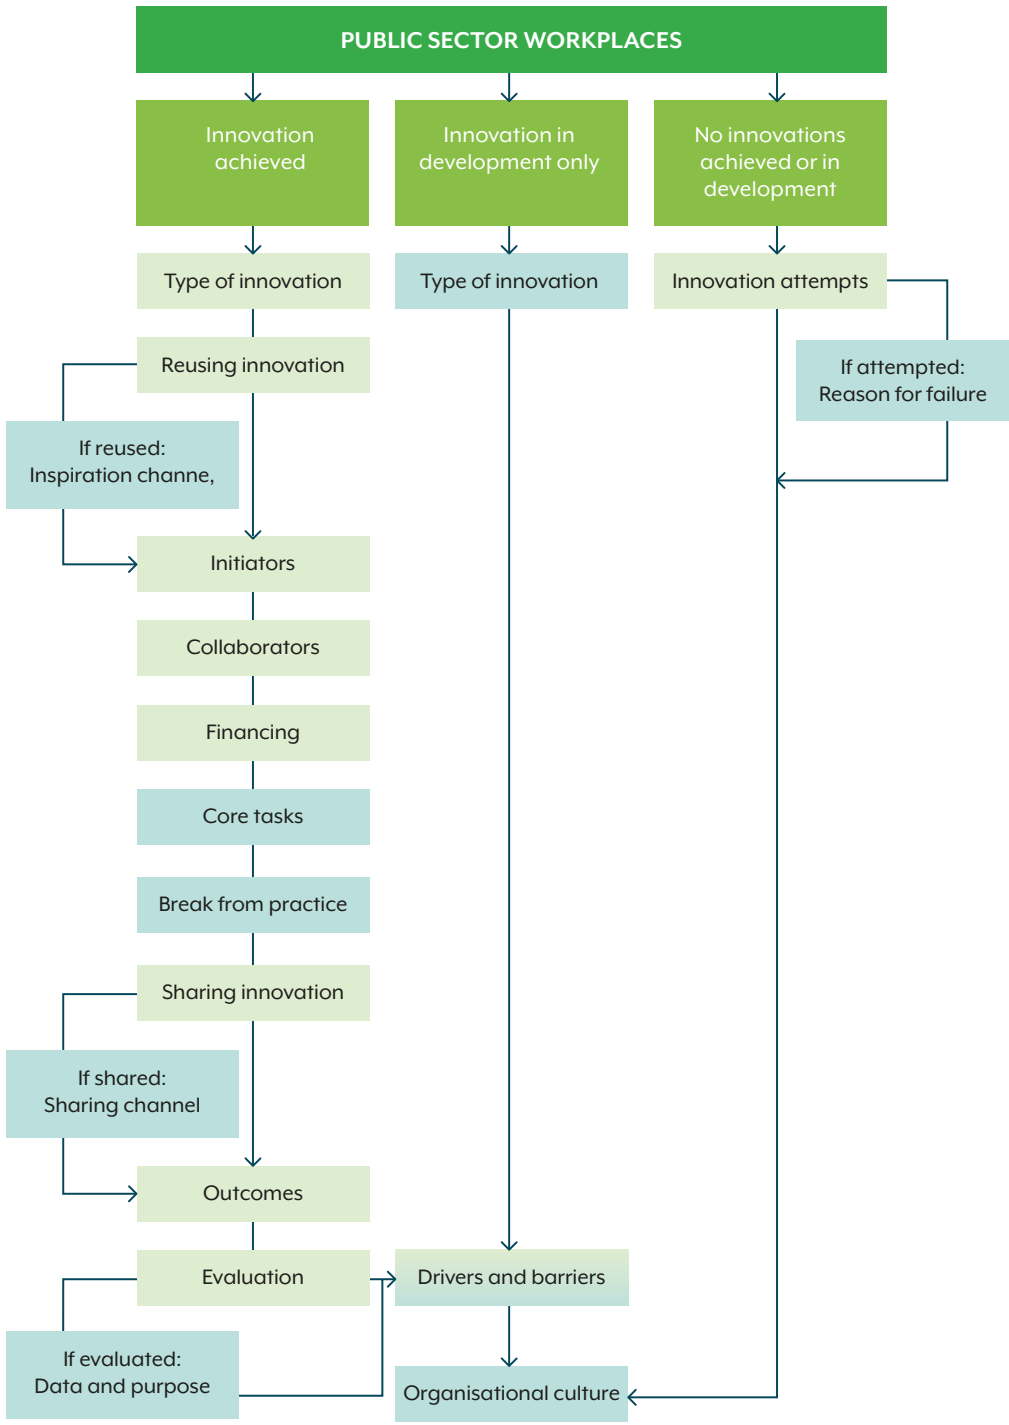 PUBLIC SECTOR WORKPLACES
Innovation
achieved
Innovation in
development only
No innovations
achieved or in
development
Type of innovation
Type of innovation
Innovation attempts
Reusing innovation
If attempted:
Reason for failure
If reused:
Inspiration channe,
Initiators
Collaborators
Financing
Core tasks
Break from practice
Sharing innovation
If shared:
Sharing channel
Outcomes
Evaluation
Drivers and barriers
If evaluated:
Data and purpose
Organisational culture